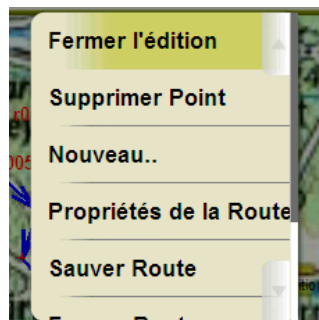 Fermer l'édition
Supprimer Point
Nouveau..
Propriétés de la Route
Sauver Route